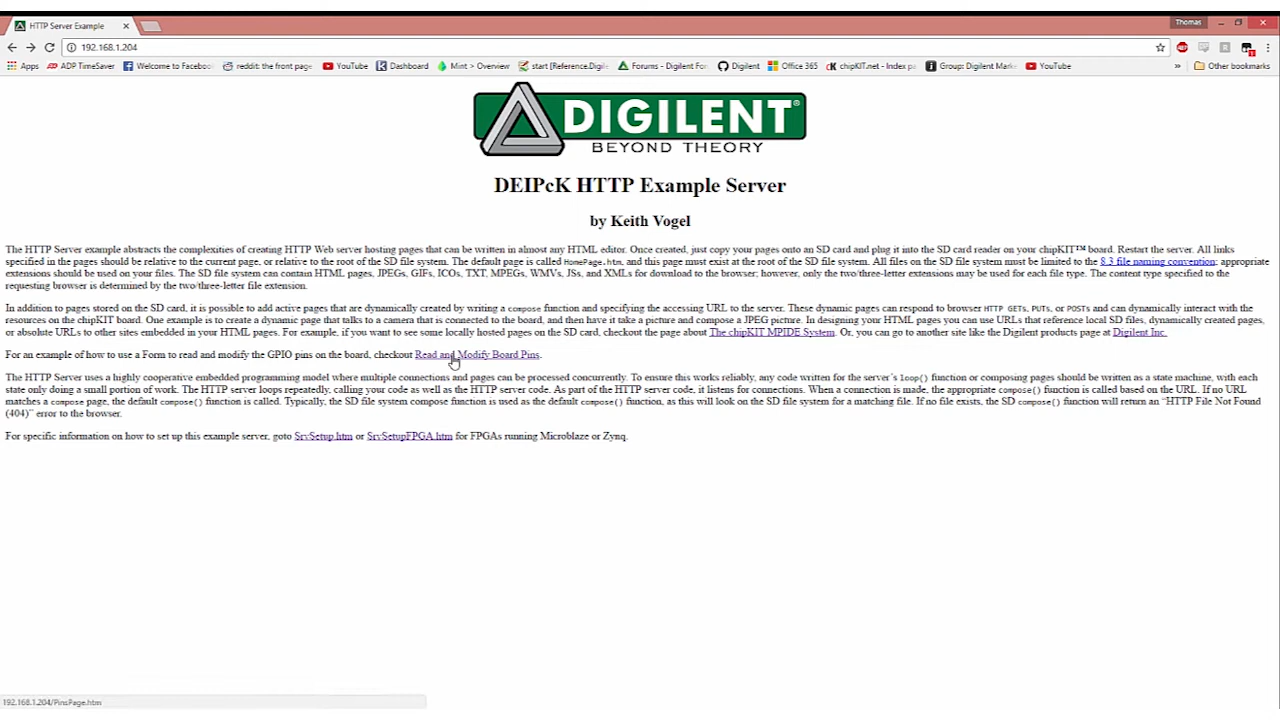 HTTP Server Example
Thomas
192.168.1.204
Apps ADP TimeSaver Welcome to Faceboo reddit: the front page YouTube Dashboard Mint > Overview start [Reference.Digile Forums - Digilent For Digilent Office 365 chipKIT.net - Index pa Group: Digilent Mark YouTube » Other bookmarks
DIGILENT®
BEYOND THEORY
DEIPcK HTTP Example Server
by Keith Vogel
The HTTP Server example abstracts the complexities of creating HTTP Web server hosting pages that can be written in almost any HTML editor. Once created, just copy your pages onto an SD card and plug it into the SD card reader on your chipKIT™ board. Restart the server. All links
specified in the pages should be relative to the current page, or relative to the root of the SD file system. The default page is called HomePage.htm, and this page must exist at the root of the SD file system. All files on the SD file system must be limited to the 8.3 file naming convention; appropriate
extensions should be used on your files. The SD file system can contain HTML pages, JPEGs, GIFs, ICOs, TXT, MPEGs, WMVs, JSs, and XMLs for download to the browser; however, only the two/three-letter extensions may be used for each file type. The content type specified to the
requesting browser is determined by the two/three-letter file extension.
In addition to pages stored on the SD card, it is possible to add active pages that are dynamically created by writing a compose function and specifying the accessing URL to the server. These dynamic pages can respond to browser HTTP GETs, PUTs, or POSTs and can dynamically interact with the
resources on the chipKIT board. One example is to create a dynamic page that talks to a camera that is connected to the board, and then have it take a picture and compose a JPEG picture. In designing your HTML pages you can use URLs that reference local SD files, dynamically created pages,
or absolute URLs to other sites embedded in your HTML pages. For example, if you want to see some locally hosted pages on the SD card, checkout the page about The chipKIT MPIDE System. Or, you can go to another site like the Digilent products page at Digilent Inc.
For an example of how to use a Form to read and modify the GPIO pins on the board, checkout Read and Modify Board Pins.
The HTTP Server uses a highly cooperative embedded programming model where multiple connections and pages can be processed concurrently. To ensure this works reliably, any code written for the server's loop() function or composing pages should be written as a state machine, with each
state only doing a small portion of work. The HTTP server loops repeatedly, calling your code as well as the HTTP server code. As part of the HTTP server code, it listens for connections. When a connection is made, the appropriate compose() function is called based on the URL. If no URL
matches a compose page, the default compose() function is called. Typically, the SD file system compose function is used as the default compose() function, as this will look on the SD file system for a matching file. If no file exists, the SD compose() function will return an “HTTP File Not Found
(404)” error to the browser.
For specific information on how to set up this example server, goto SrvSetup.htm or SrvSetupFPGA.htm for FPGAs running Microblaze or Zynq.
192.168.1.204/PinsPage.htm